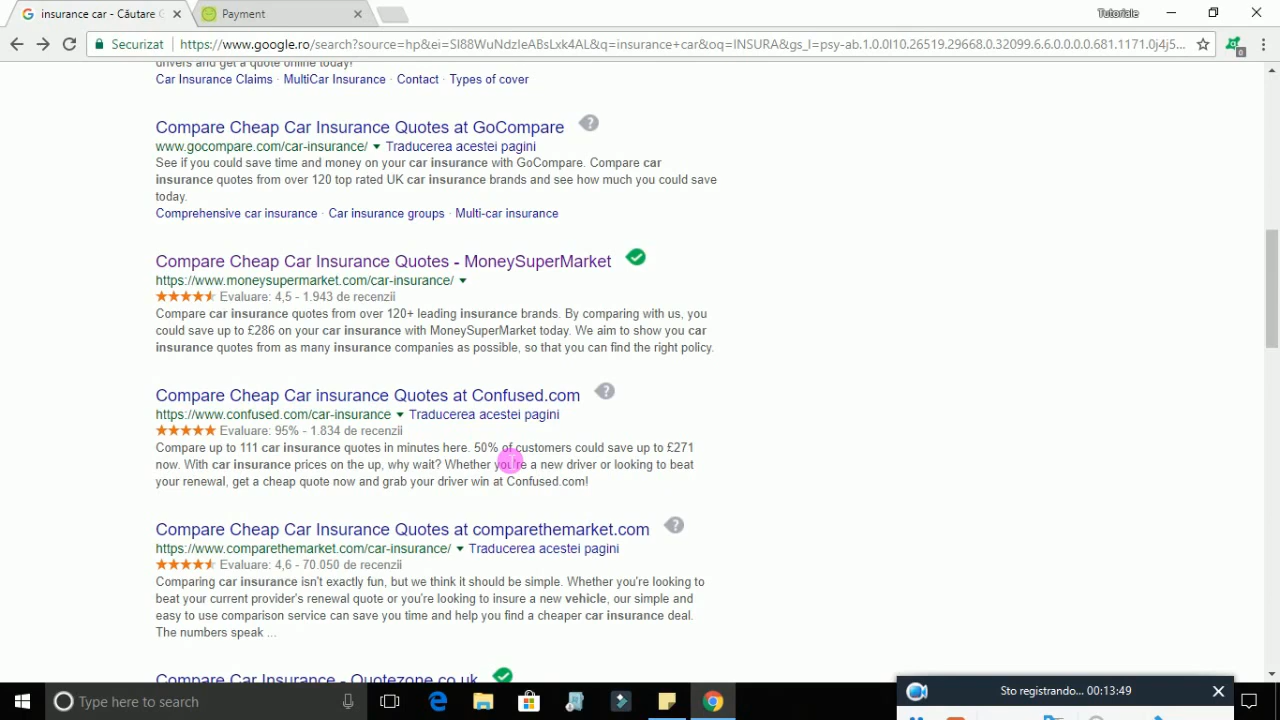 insurance car - Căutare G
Payment
Tutoriale
Securizat
https://www.google.ro/search?source=hp&ei=SI88WuNdzIeABsLxk4AL&q=insurance+car&oq=INSURA&gs_l=psy-ab.1.0.0l10.26519.29668.0.32099.6.6.0.0.0.0.681.1171.0j4j5...
drivers and get a quote online today!
Car Insurance Claims · MultiCar Insurance · Contact · Types of cover
Compare Cheap Car Insurance Quotes at GoCompare
www.gocompare.com/car-insurance/ Traducerea acestei pagini
See if you could save time and money on your car insurance with GoCompare. Compare car
insurance quotes from over 120 top rated UK car insurance brands and see how much you could save
today.
Comprehensive car insurance · Car insurance groups · Multi-car insurance
Compare Cheap Car Insurance Quotes - MoneySuperMarket
https://www.moneysupermarket.com/car-insurance/
Evaluare: 4,5 - 1.943 de recenzii
Compare car insurance quotes from over 120+ leading insurance brands. By comparing with us, you
could save up to £286 on your car insurance with MoneySuperMarket today. We aim to show you car
insurance quotes from as many insurance companies as possible, so that you can find the right policy.
Compare Cheap Car insurance Quotes at Confused.com
https://www.confused.com/car-insurance Traducerea acestei pagini
Evaluare: 95% - 1.834 de recenzii
Compare up to 111 car insurance quotes in minutes here. 50% of customers could save up to £271
now. With car insurance prices on the up, why wait? Whether you're a new driver or looking to beat
your renewal, get a cheap quote now and grab your driver win at Confused.com!
Compare Cheap Car Insurance Quotes at comparethemarket.com
https://www.comparethemarket.com/car-insurance/ Traducerea acestei pagini
Evaluare: 4,6 - 70.050 de recenzii
Comparing car insurance isn't exactly fun, but we think it should be simple. Whether you're looking to
beat your current provider's renewal quote or you're looking to insure a new vehicle, our simple and
easy to use comparison service can save you time and help you find a cheaper car insurance deal.
The numbers speak ...
Compare Car Insurance - Quotezone.co.uk
Type here to search
Sto registrando... 00:13:49